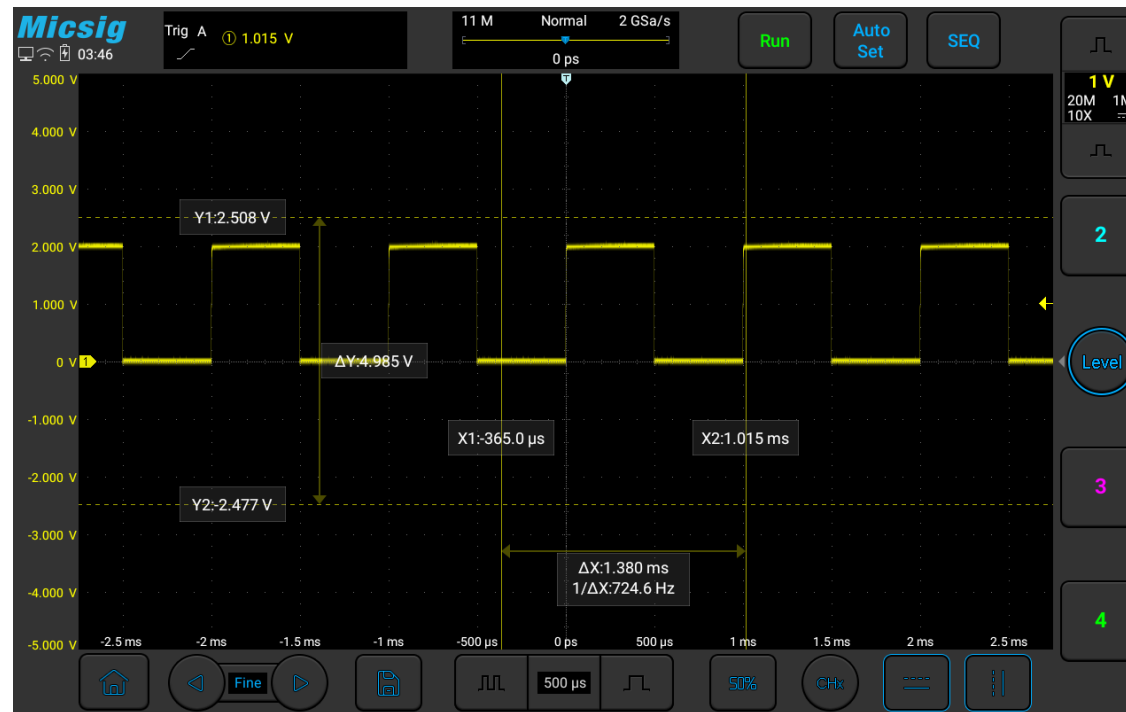 Micsig
03:46
Trig A ① 1.015 V
11 M Normal 2 GSa/s
0 ps
Run
Auto
Set
SEQ
T
5.000 V
4.000 V
3.000 V
2.000 V
1.000 V
0 V
1
-1.000 V
-2.000 V
-3.000 V
-4.000 V
-5.000 V
Y1:2.508 V
ΔY:4.985 V
X1:-365.0 µs
X2:1.015 ms
Y2:-2.477 V
ΔX:1.380 ms
1/ΔX:724.6 Hz
-2.5 ms -2 ms -1.5 ms -1 ms -500 µs 0 ps 500 µs 1 ms 1.5 ms 2 ms 2.5 ms
1 V
20M
10X
2
Level
3
4
Fine
500 µs
50%
CHx